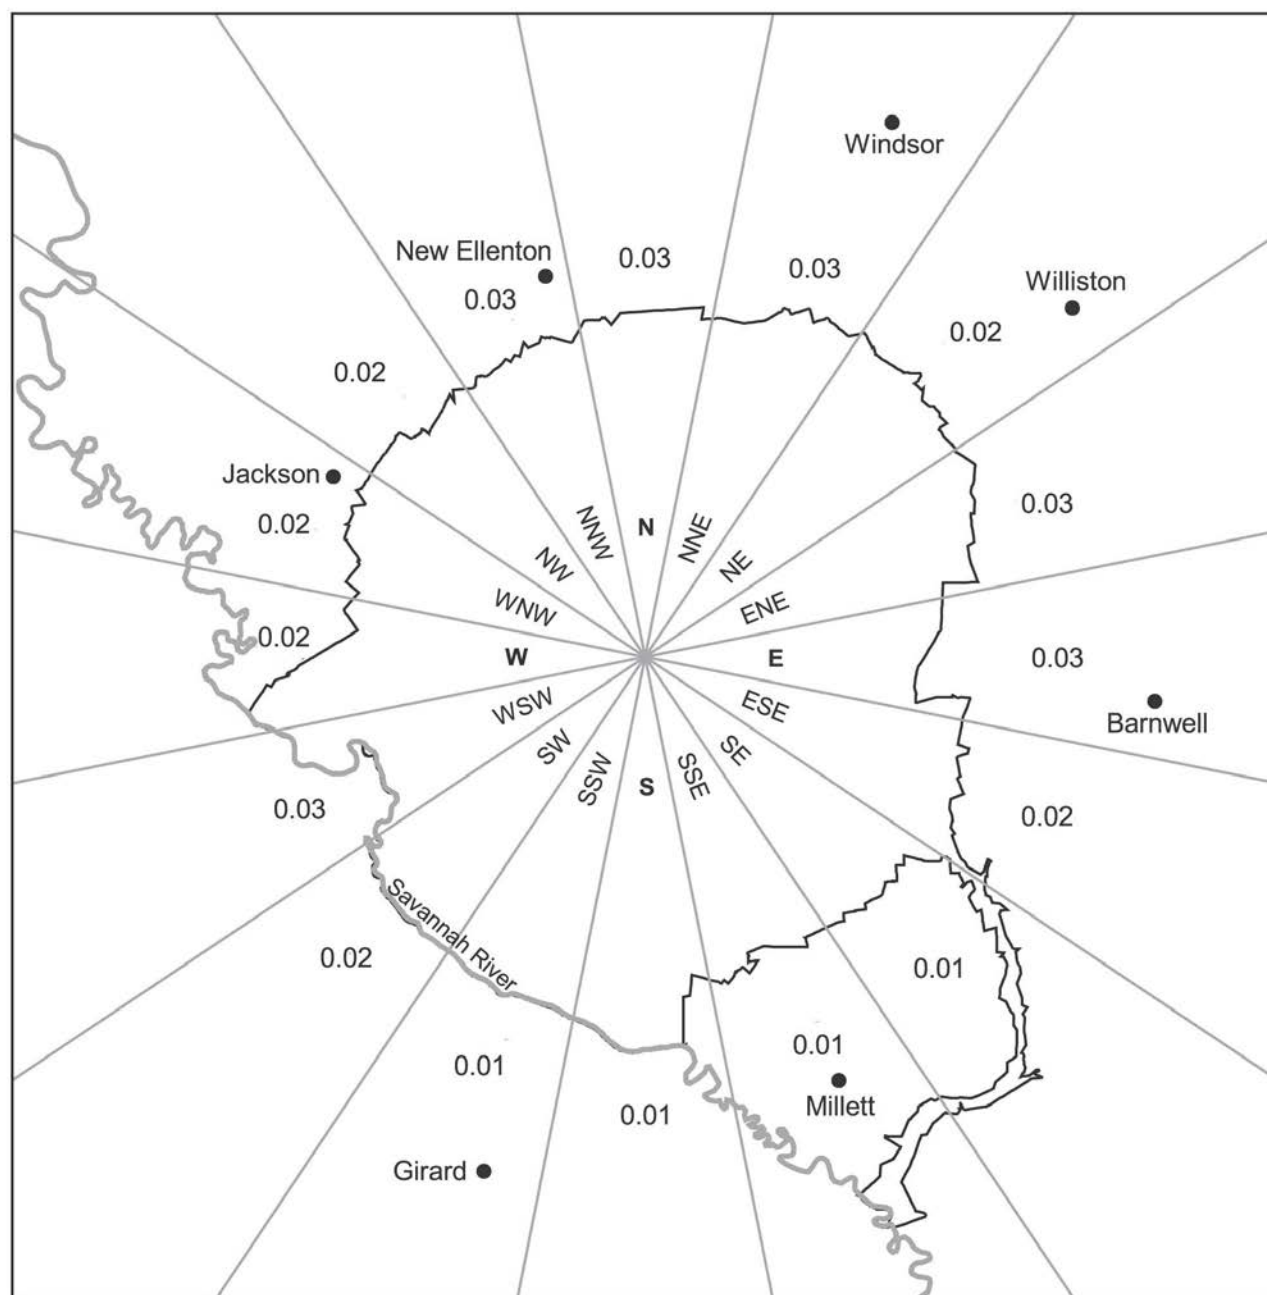 Windsor
New Ellenton
0.03
0.03
0.03
Williston
0.02
0.02
Jackson
0.02
0.03
NNW
N
NNE
NW
NE
WNW
ENE
0.02
W
E
0.03
WSW
ESE
Barnwell
SW
SE
SSW
S
SSE
0.03
0.02
Savannah River
0.02
0.01
0.01
0.01
Millett
0.01
Girard